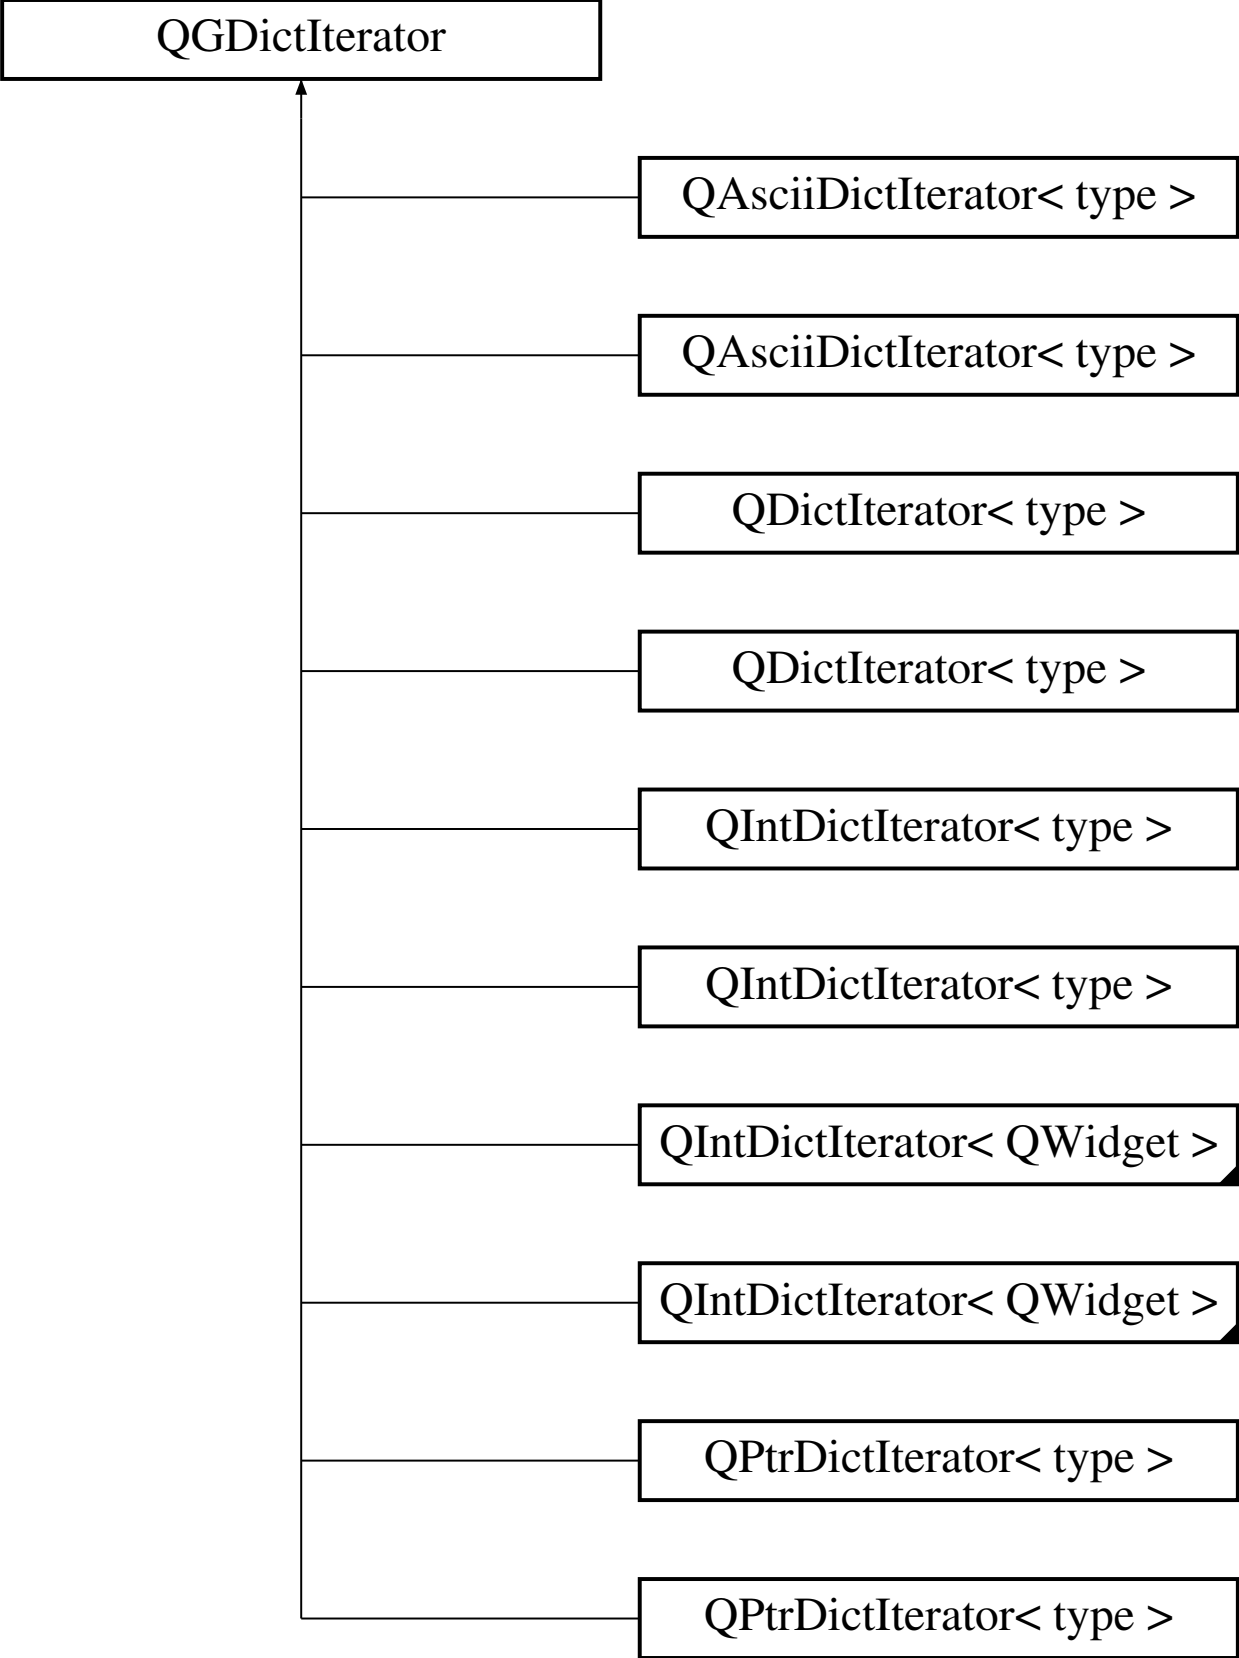 QGDictIterator
QAsciiDictIterator< type >
QAsciiDictIterator< type >
QDictIterator< type >
QDictIterator< type >
QIntDictIterator< type >
QIntDictIterator< type >
QIntDictIterator< QWidget >
QIntDictIterator< QWidget >
QPtrDictIterator< type >
QPtrDictIterator< type >